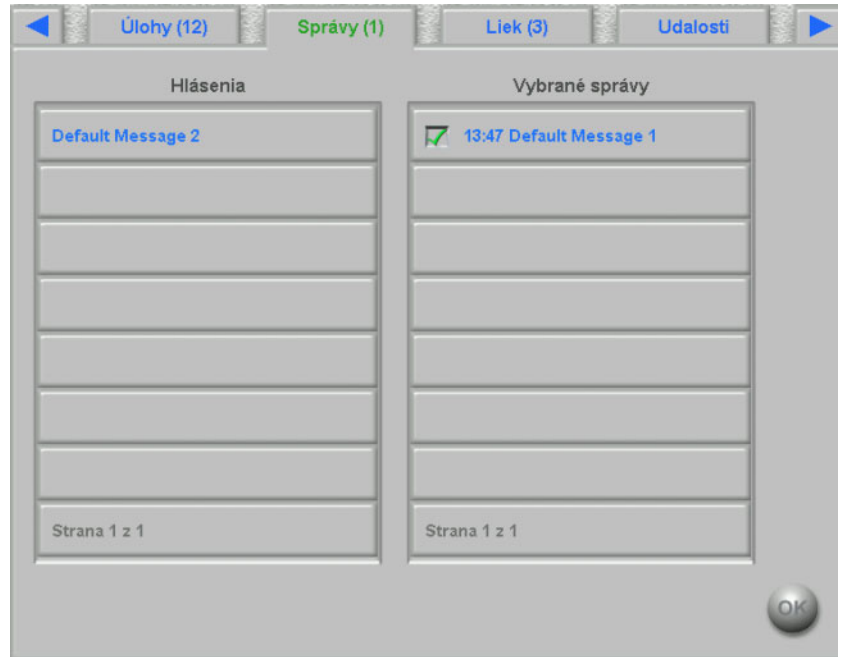 Úlohy (12) Správy (1) Liek (3) Udalosti
Hlásenia Vybrané správy
Default Message 2 13:47 Default Message 1
Strana 1 z 1 Strana 1 z 1
OK